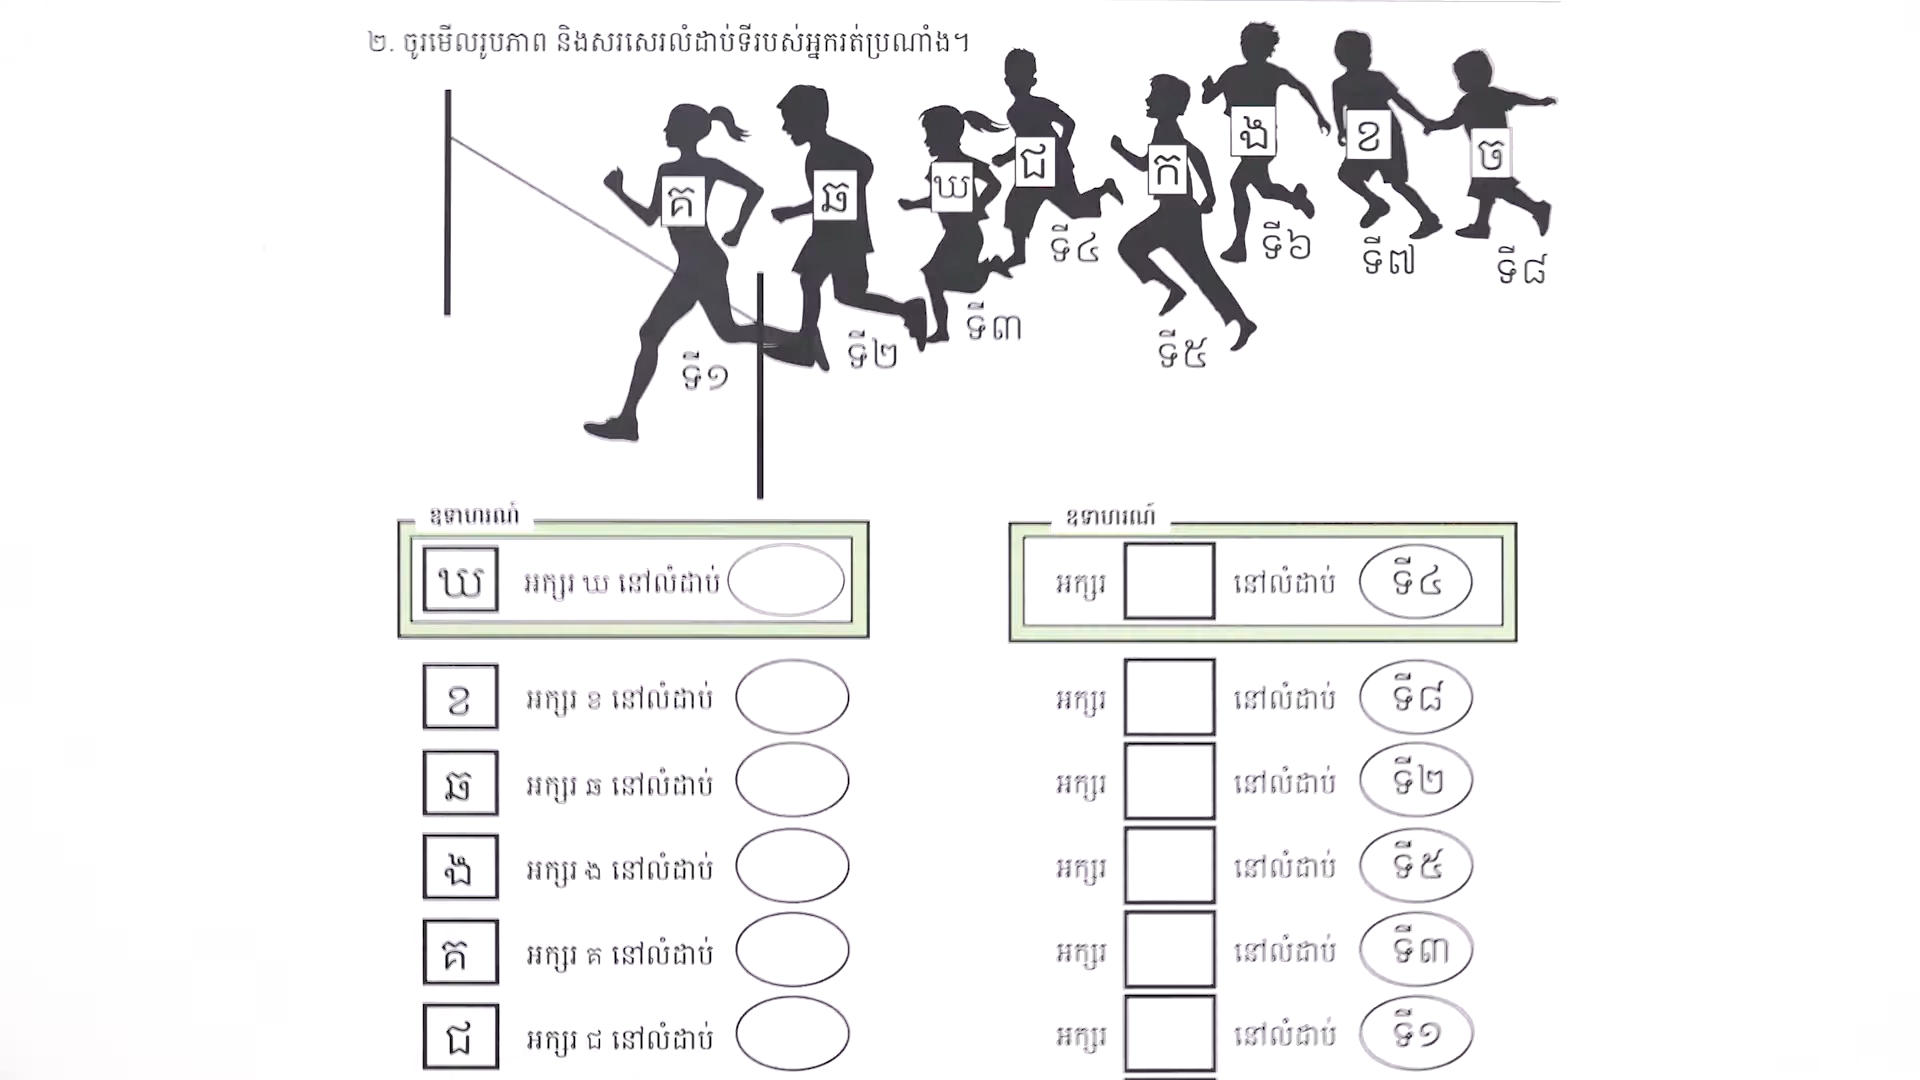 ២. ចូរមើលរូបភាព និងសរសេរលំដាប់ទីរបស់អ្នករត់ប្រណាំង។
គ
ឆ
ឃ
ជ
ក
ង
ខ
ច
ទី១
ទី២
ទី៣
ទី៤
ទី៥
ទី៦
ទី៧
ទី៨
ឧទាហរណ៍
ឃ អក្សរ ឃ នៅលំដាប់
ខ អក្សរ ខ នៅលំដាប់
ឆ អក្សរ ឆ នៅលំដាប់
ង អក្សរ ង នៅលំដាប់
គ អក្សរ គ នៅលំដាប់
ជ អក្សរ ជ នៅលំដាប់
ឧទាហរណ៍
អក្សរ នៅលំដាប់ ទី៤
អក្សរ នៅលំដាប់ ទី៨
អក្សរ នៅលំដាប់ ទី២
អក្សរ នៅលំដាប់ ទី៥
អក្សរ នៅលំដាប់ ទី៣
អក្សរ នៅលំដាប់ ទី១